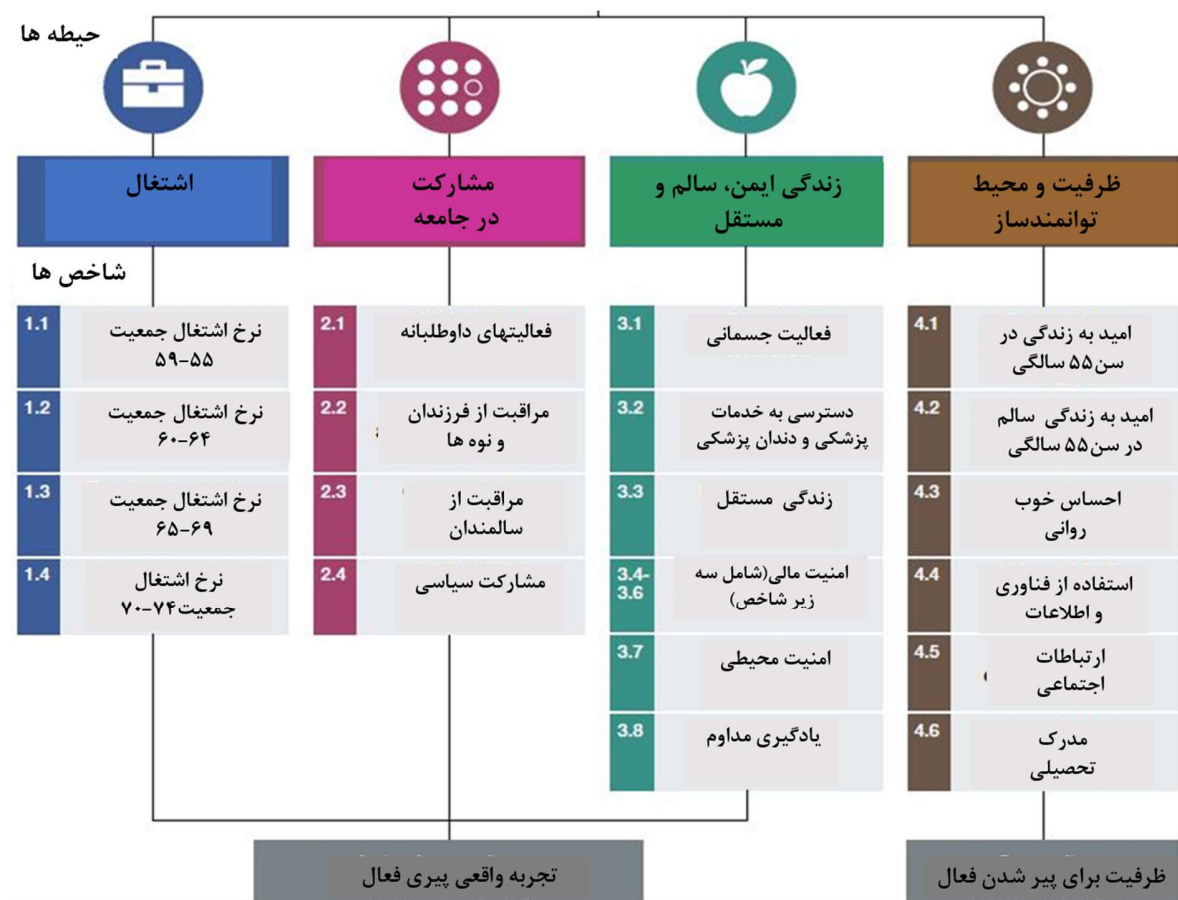 حیطه ها
اشتغال
مشارکت
در جامعه
زندگی ایمن، سالم و
مستقل
ظرفیت و محیط
توانمندساز
شاخص ها
1.1
نرخ اشتغال جمعیت
۵۹-۵۵
1.2
نرخ اشتغال جمعیت
۶۰-۶۴
1.3
نرخ اشتغال جمعیت
۶۵-۶۹
1.4
نرخ اشتغال
جمعیت۷۴-۷۰
2.1
فعالیتهای داوطلبانه
2.2
مراقبت از فرزندان
و نوه ها
2.3
مراقبت از
سالمندان
2.4
مشارکت سیاسی
3.1
فعالیت جسمانی
3.2
دسترسی به خدمات
پزشکی و دندان پزشکی
3.3
زندگی مستقل
3.4-
3.6
امنیت مالی(شامل سه
زیر شاخص)
3.7
امنیت محیطی
3.8
یادگیری مداوم
4.1
امید به زندگی در
سن۵۵ سالگی
4.2
امید به زندگی سالم
در سن۵۵ سالگی
4.3
احساس خوب
روانی
4.4
استفاده از فناوری
و اطلاعات
4.5
ارتباطات
اجتماعی
4.6
مدرک
تحصیلی
تجربه واقعی پیری فعال
ظرفیت برای پیر شدن فعال